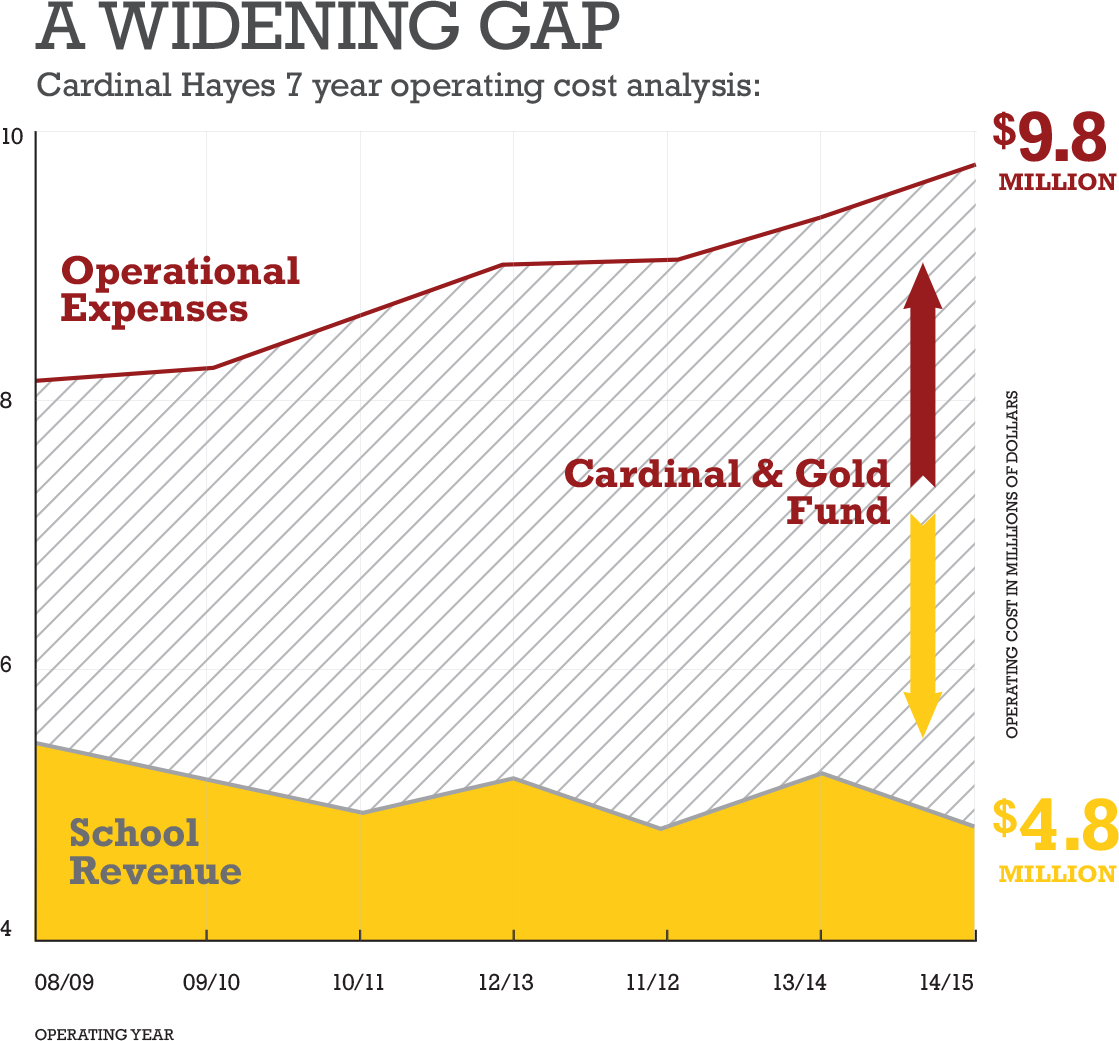 A WIDENING GAP
Cardinal Hayes 7 year operating cost analysis:
10
8
6
4
Operational
Expenses
Cardinal & Gold
Fund
School
Revenue
$9.8
MILLION
OPERATING COST IN MILLLIONS OF DOLLARS
$4.8
MILLION
08/09 09/10 10/11 12/13 11/12 13/14 14/15
OPERATING YEAR